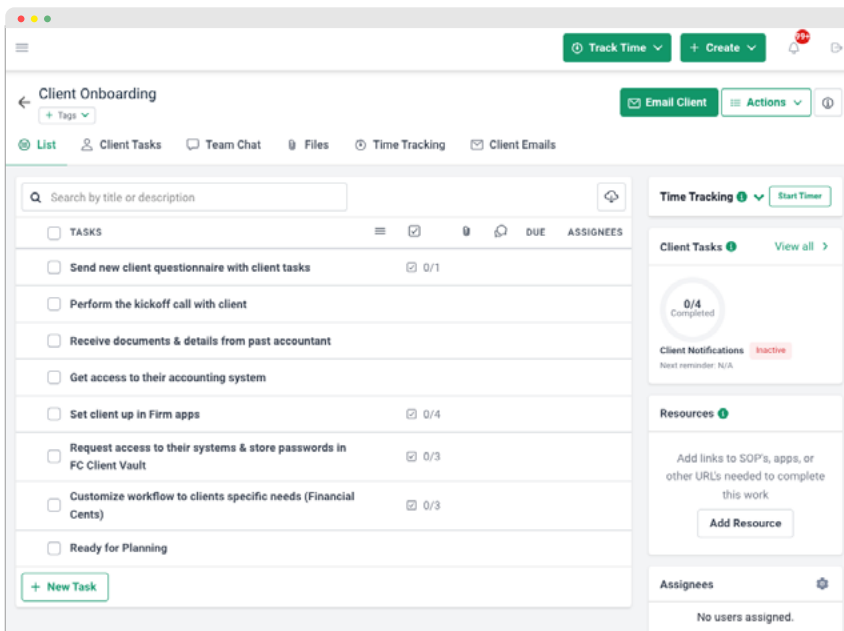 Track Time
+ Create
99+
Client Onboarding
+ Tags
Email Client
Actions
List
Client Tasks
Team Chat
Files
Time Tracking
Client Emails
Search by title or description
TASKS
DUE
ASSIGNEES
Send new client questionnaire with client tasks
0/1
Perform the kickoff call with client
Receive documents & details from past accountant
Get access to their accounting system
Set client up in Firm apps
0/4
Request access to their systems & store passwords in
FC Client Vault
0/3
Customize workflow to clients specific needs (Financial
Cents)
0/3
Ready for Planning
+ New Task
Time Tracking
Start Timer
Client Tasks
View all
0/4
Completed
Client Notifications
Inactive
Next reminder: N/A
Resources
Add links to SOP's, apps, or
other URL's needed to complete
this work
Add Resource
Assignees
No users assigned.